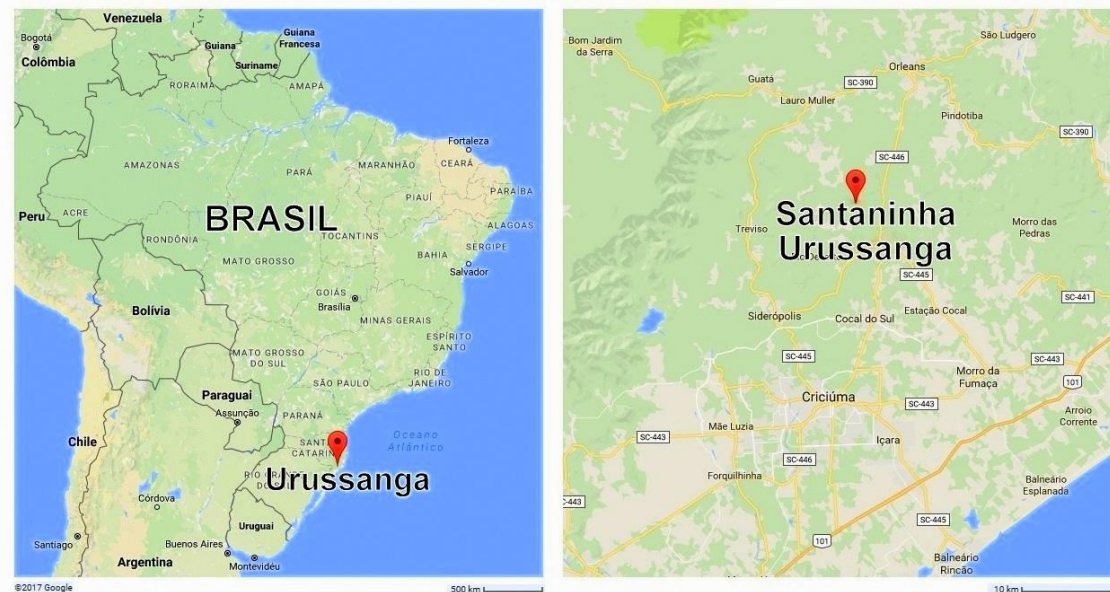 Venezuela
Bogotá
Colômbia
Guiana
Guiana
Francesa
Suriname
RORAIMA
AMAPÁ
Fortaleza
AMAZONAS
PARÁ
MARANHÃO
CEARÁ
PIAUÍ
PARAÍBA
Peru
ACRE
BRASIL
ALAGOAS
RONDÔNIA
TOCANTINS
SERGIPE
MATO GROSSO
BAHIA
Salvador
GOIÁS
Brasília
Bolívia
MINAS GERAIS
ESPÍRITO
SANTO
MATO GROSSO
DO SUL
RIO DE
JANEIRO
SÃO PAULO
Paraguai
Assunção
PARANÁ
Chile
SANT
CATARIN
Oceano
Atlântico
Urussanga
Córdova
Uruguai
Santiago
Buenos Aires
Argentina
Montevidéu
©2017 Google
500 km
São Ludgero
Bom Jardim
da Serra
Orleans
Guatá
SC-390
Lauro Muller
Pindotiba
SC-390
SC-446
Santaninha
Urussanga
Morro das
Pedras
Treviso
SC-445
SC-441
Siderópolis
Cocal do Sul
Estação Cocal
SC-445
SC-443
Morro da
Fumaça
101
Criciúma
SC-443
Arroio
Corrente
Mãe Luzia
SC-443
Içara
SC-446
Forquilhinha
Balneário
Esplanada
-443
SC-445
101
Balneário
Rincão
10 km